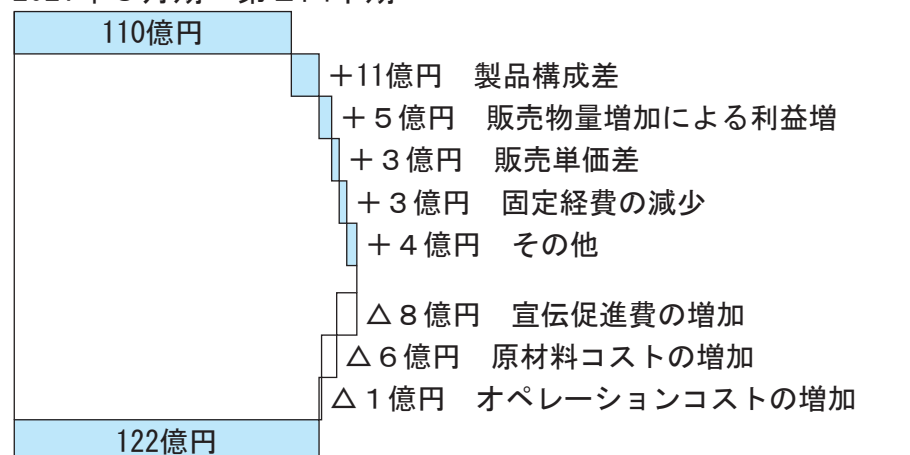 110億円
+11億円 製品構成差
+5億円 販売物量増加による利益増
+3億円 販売単価差
+3億円 固定経費の減少
+4億円 その他
△8億円 宣伝促進費の増加
△6億円 原材料コストの増加
△1億円 オペレーションコストの増加
122億円